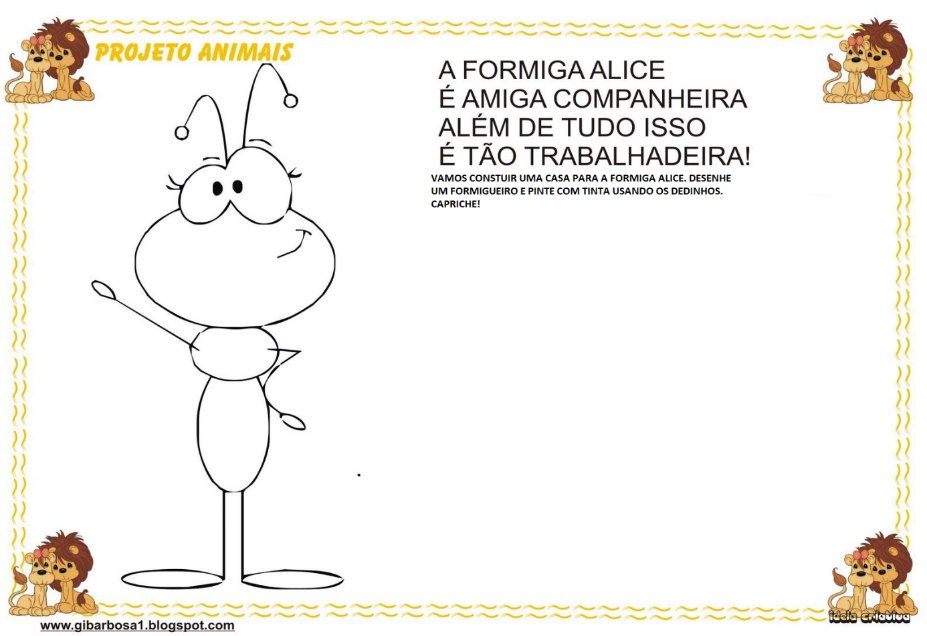 PROJETO ANIMAIS
A FORMIGA ALICE
É AMIGA COMPANHEIRA
ALÉM DE TUDO ISSO
É TÃO TRABALHADEIRA!
VAMOS CONSTUIR UMA CASA PARA A FORMIGA ALICE. DESENHE
UM FORMIGUEIRO E PINTE COM TINTA USANDO OS DEDINHOS.
CAPRICHE!
www.gibarbosa1.blogspot.com
ideia criativa